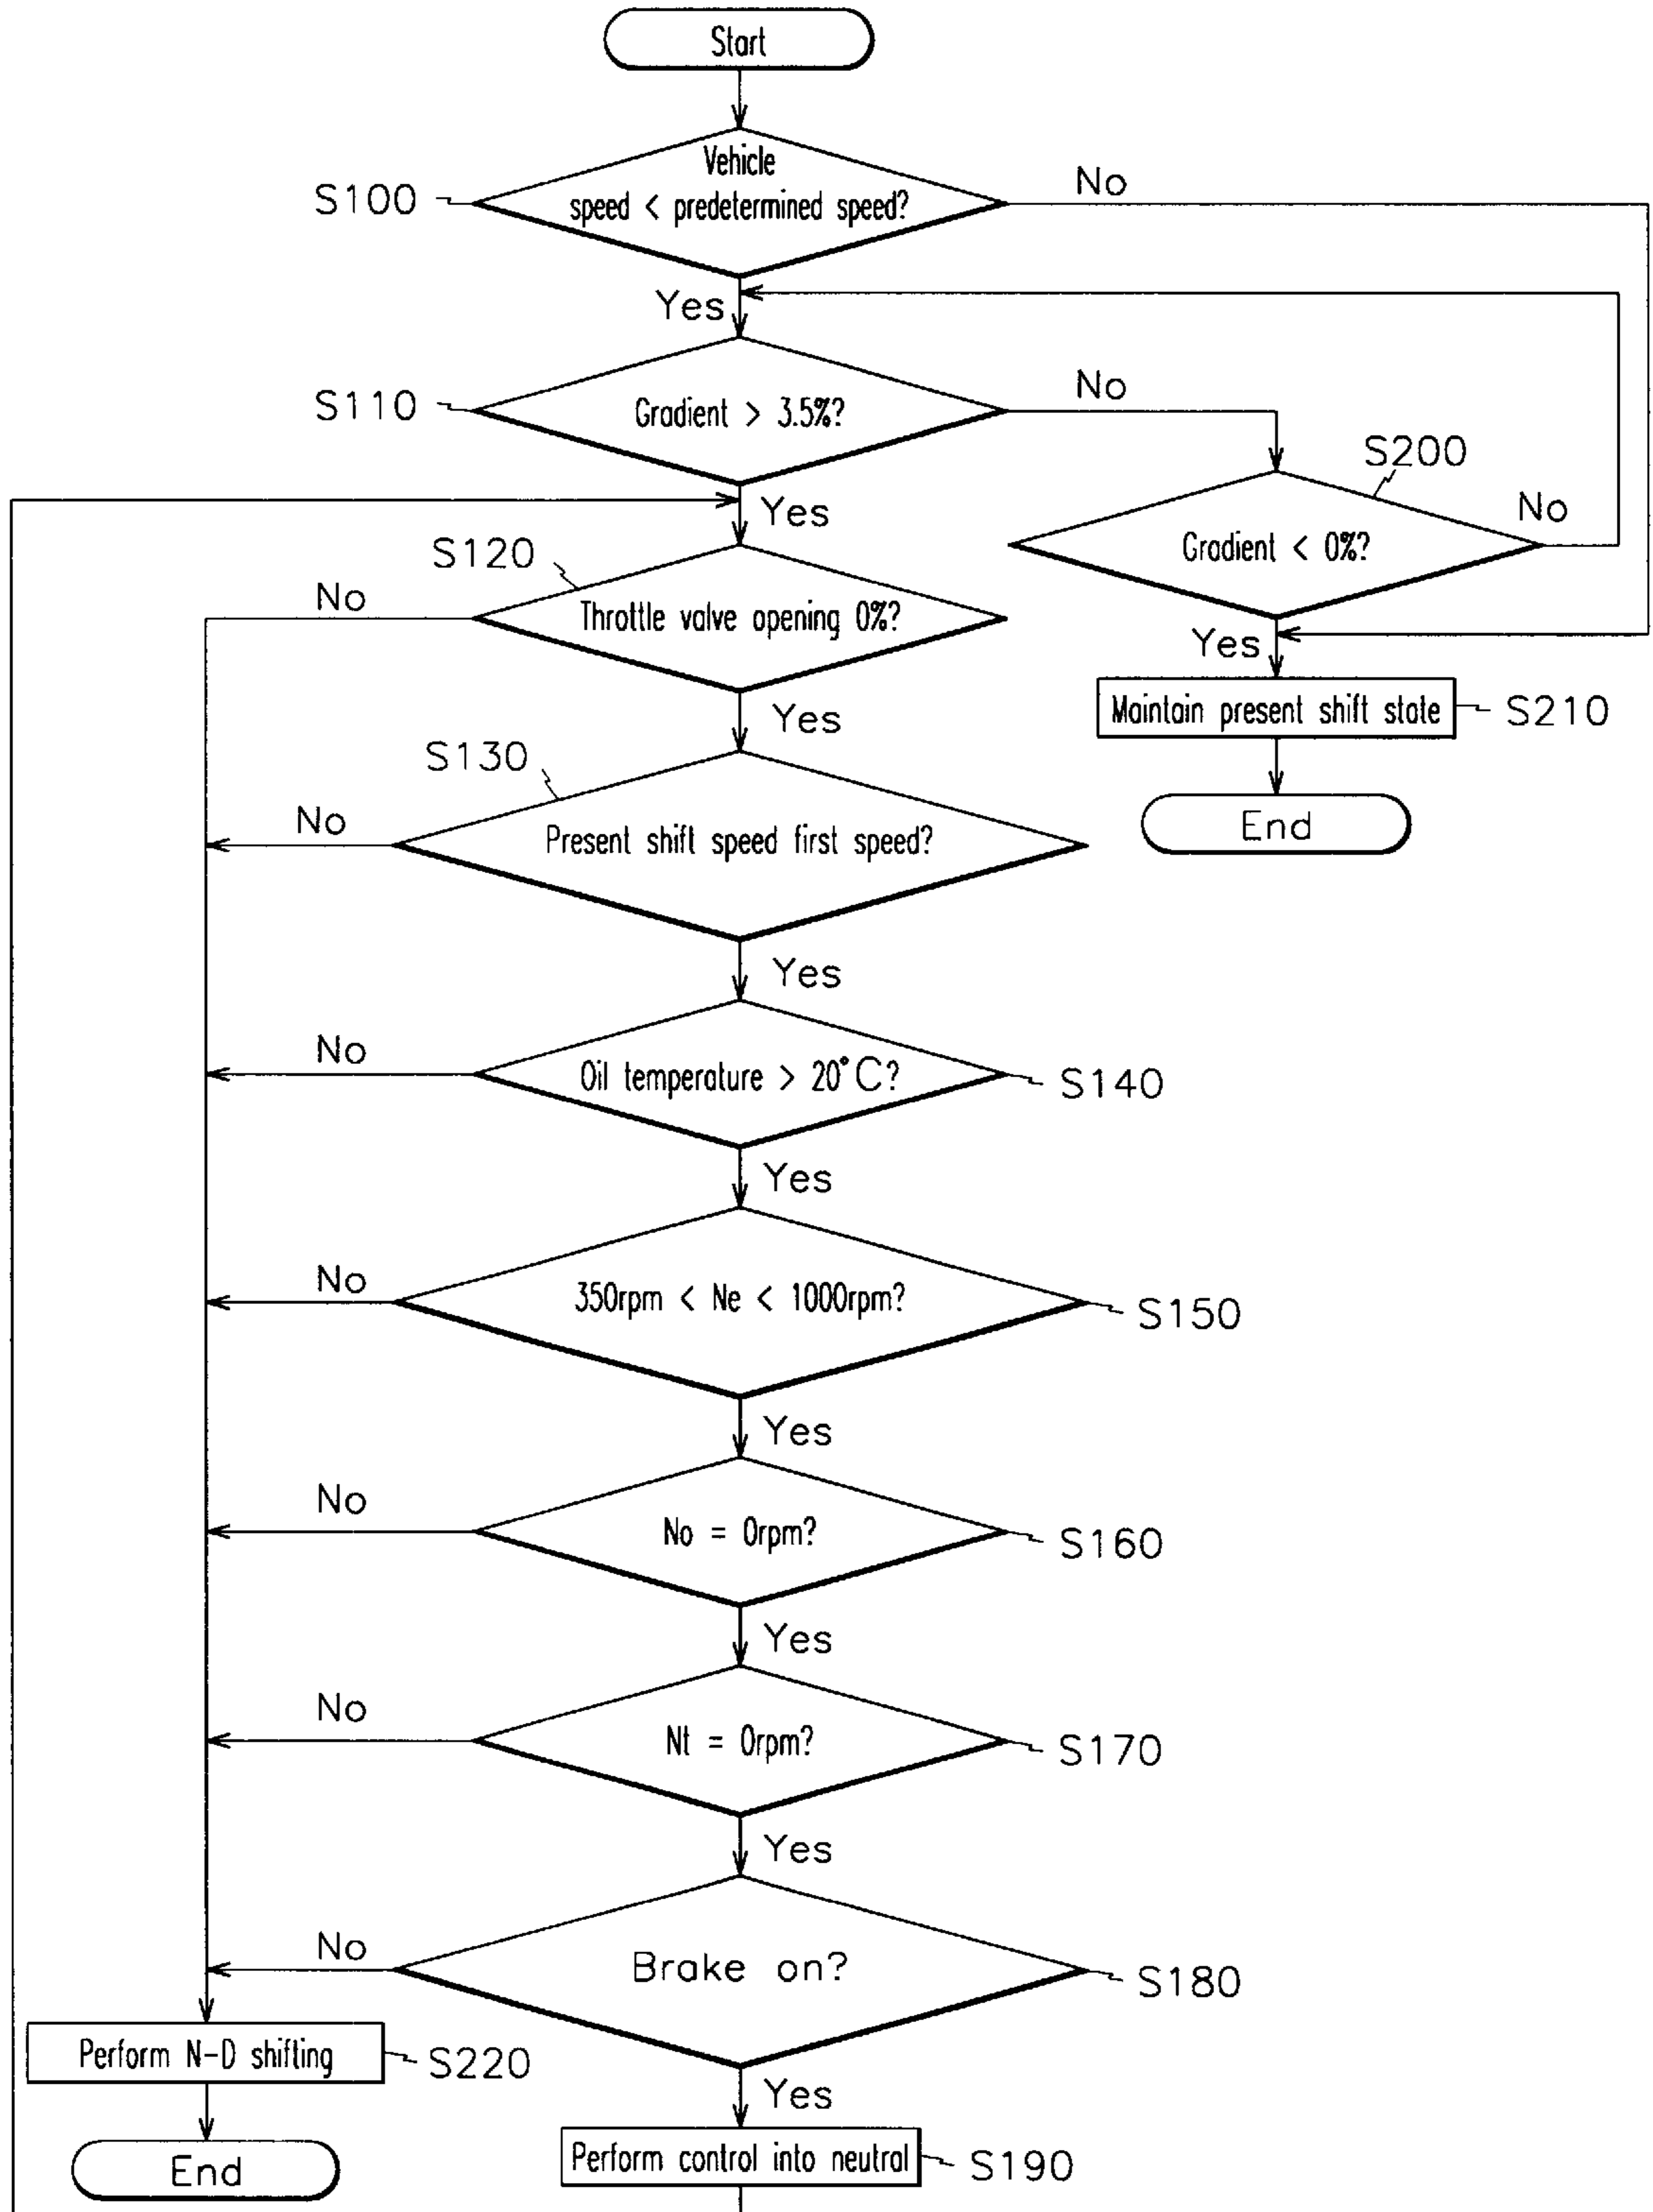 Start
Vehicle
speed < predetermined speed?
S100
No
Yes
Gradient > 3.5%?
S110
No
S200
Gradient < 0%?
No
Yes
Yes
S120
Throttle valve opening 0%?
No
Maintain present shift state
S210
Yes
S130
Present shift speed first speed?
No
End
Yes
Oil temperature > 20°C?
No
S140
Yes
350rpm < Ne < 1000rpm?
No
S150
Yes
No = 0rpm?
No
S160
Yes
Nt = 0rpm?
No
S170
Yes
Brake on?
No
S180
Perform N-D shifting
S220
Yes
End
Perform control into neutral
S190